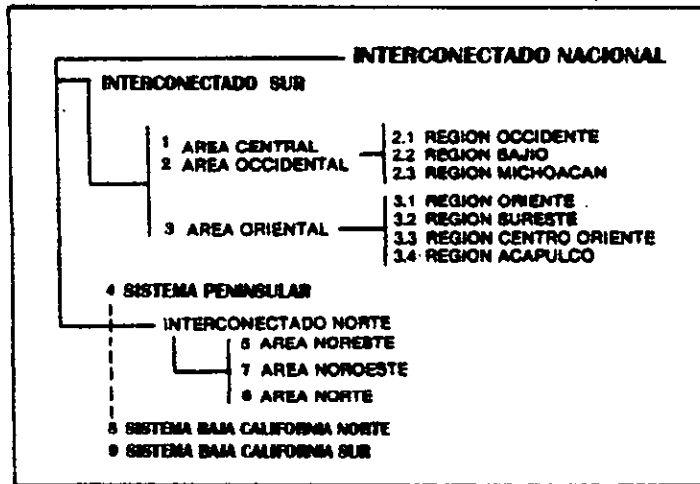 INTERCONECTADO NACIONAL
INTERCONECTADO SUR
1 AREA CENTRAL
2 AREA OCCIDENTAL
2.1 REGION OCCIDENTE
2.2 REGION BAJIO
2.3 REGION MICHOACAN
3 AREA ORIENTAL
3.1 REGION ORIENTE
3.2 REGION SURESTE
3.3 REGION CENTRO ORIENTE
3.4 REGION ACAPULCO
4 SISTEMA PENINSULAR
INTERCONECTADO NORTE
5 AREA NORESTE
7 AREA NOROESTE
6 AREA NORTE
8 SISTEMA BAJA CALIFORNIA NORTE
9 SISTEMA BAJA CALIFORNIA SUR